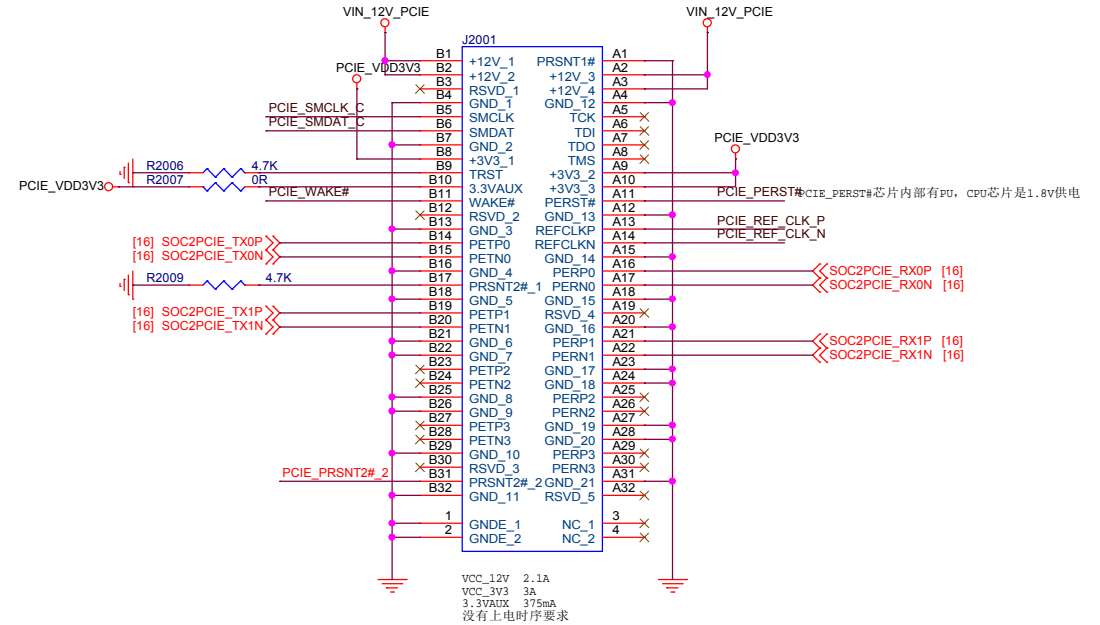 VIN_12V_PCIE
VIN_12V_PCIE
J2001
PCIE_VDD3V3
B1 +12V_1 PRSNT1# A1
B2 +12V_2 +12V_3 A2
B3 RSVD_1 +12V_4 A3
B4 GND_1 GND_12 A4
PCIE_SMCLK_C B5 SMCLK TCK A5
PCIE_SMDAT_C B6 SMDAT TDI A6
B7 GND_2 TDO A7
B8 +3V3_1 TMS A8
PCIE_VDD3V3
R2006 4.7K B9 TRST +3V3_2 A9
PCIE_VDD3V3 R2007 0R B10 3.3VAUX +3V3_3 A10
PCIE_WAKE# B11 WAKE# PERST# A11 PCIE_PERST# PCIE_PERST#芯片内部有PU，CPU芯片是1.8V供电
B12 RSVD_2 GND_13 A12
B13 GND_3 REFCLKP A13 PCIE_REF_CLK_P
[16] SOC2PCIE_TX0P B14 PETP0 REFCLKN A14 PCIE_REF_CLK_N
[16] SOC2PCIE_TX0N B15 PETN0 GND_14 A15
B16 GND_4 PERP0 A16 SOC2PCIE_RX0P [16]
R2009 4.7K B17 PRSNT2#_1 PERN0 A17 SOC2PCIE_RX0N [16]
B18 GND_5 GND_15 A18
[16] SOC2PCIE_TX1P B19 PETP1 RSVD_4 A19
[16] SOC2PCIE_TX1N B20 PETN1 GND_16 A20
B21 GND_6 PERP1 A21 SOC2PCIE_RX1P [16]
B22 GND_7 PERN1 A22 SOC2PCIE_RX1N [16]
B23 PETP2 GND_17 A23
B24 PETN2 GND_18 A24
B25 GND_8 PERP2 A25
B26 GND_9 PERN2 A26
B27 PETP3 GND_19 A27
B28 PETN3 GND_20 A28
B29 GND_10 PERP3 A29
B30 RSVD_3 PERN3 A30
PCIE_PRSNT2#_2 B31 PRSNT2#_2 GND_21 A31
B32 GND_11 RSVD_5 A32
1 GNDE_1 NC_1 3
2 GNDE_2 NC_2 4
VCC_12V 2.1A
VCC_3V3 3A
3.3VAUX 375mA
没有上电时序要求